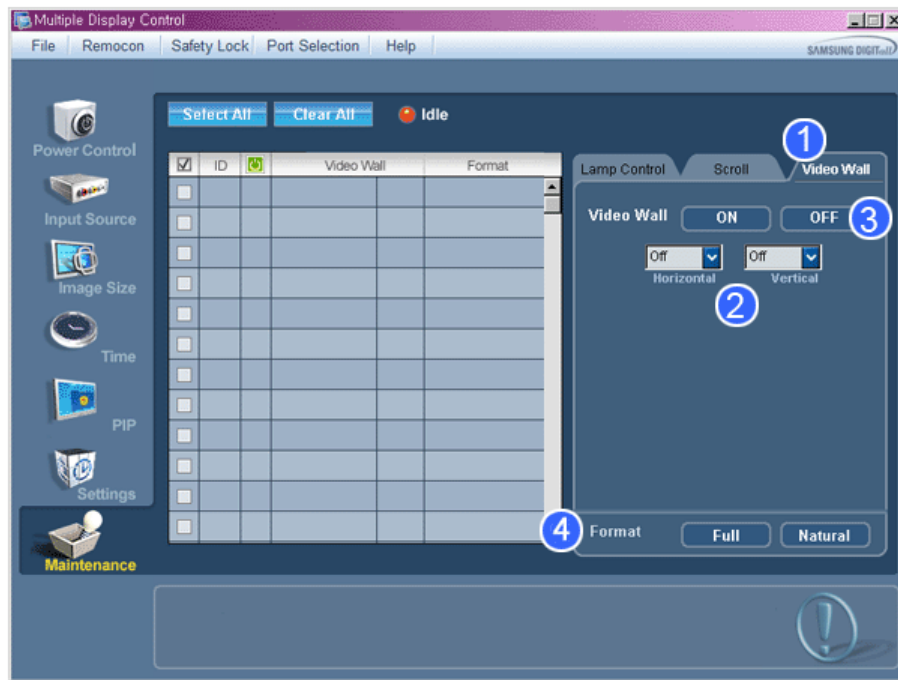 Multiple Display Control
File Remocon Safety Lock Port Selection Help
SAMSUNG DIGITall
Select All Clear All Idle
Power Control
Input Source
Image Size
Time
PIP
Settings
Maintenance
ID Video Wall Format
1
Lamp Control Scroll Video Wall
Video Wall ON OFF 3
Off Off
Horizontal Vertical
2
4 Format Full Natural